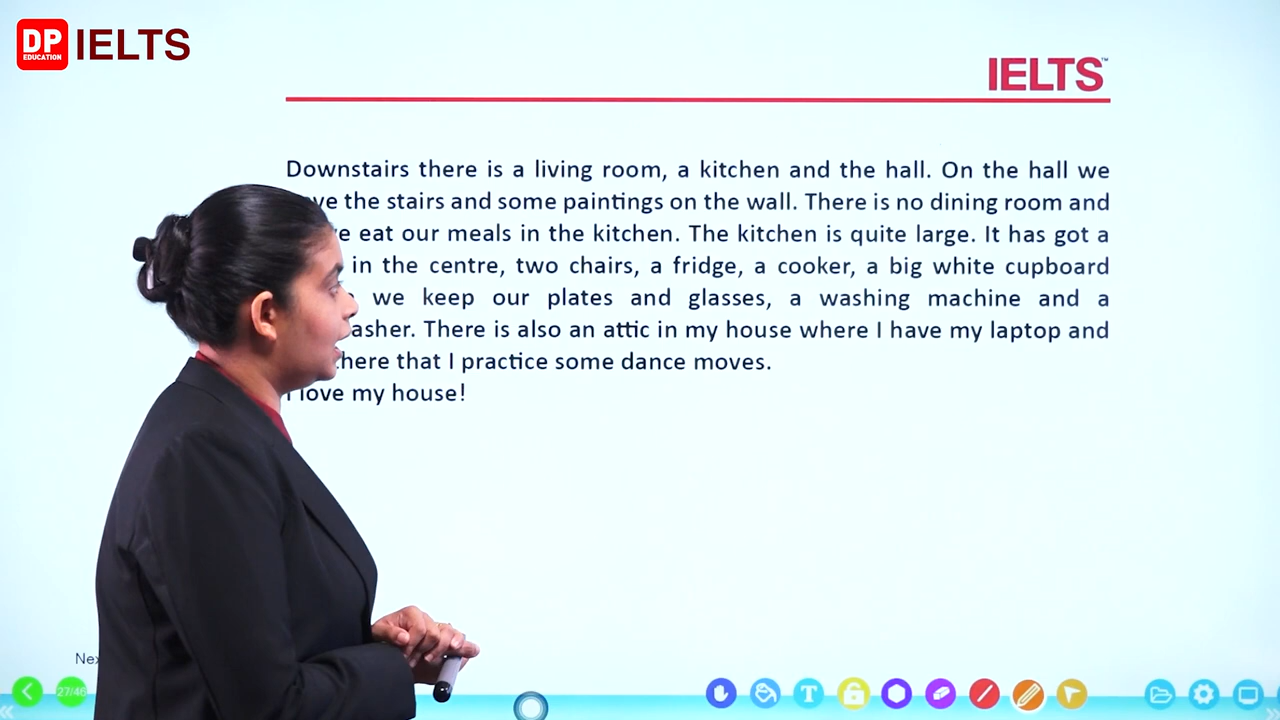 DP
EDUCATION
IELTS
IELTS™
Downstairs there is a living room, a kitchen and the hall. On the hall we
the stairs and some paintings on the wall. There is no dining room and
eat our meals in the kitchen. The kitchen is quite large. It has got a
in the centre, two chairs, a fridge, a cooker, a big white cupboard
we keep our plates and glasses, a washing machine and a
There is also an attic in my house where I have my laptop and
that I practice some dance moves.
I love my house!
27/46
T